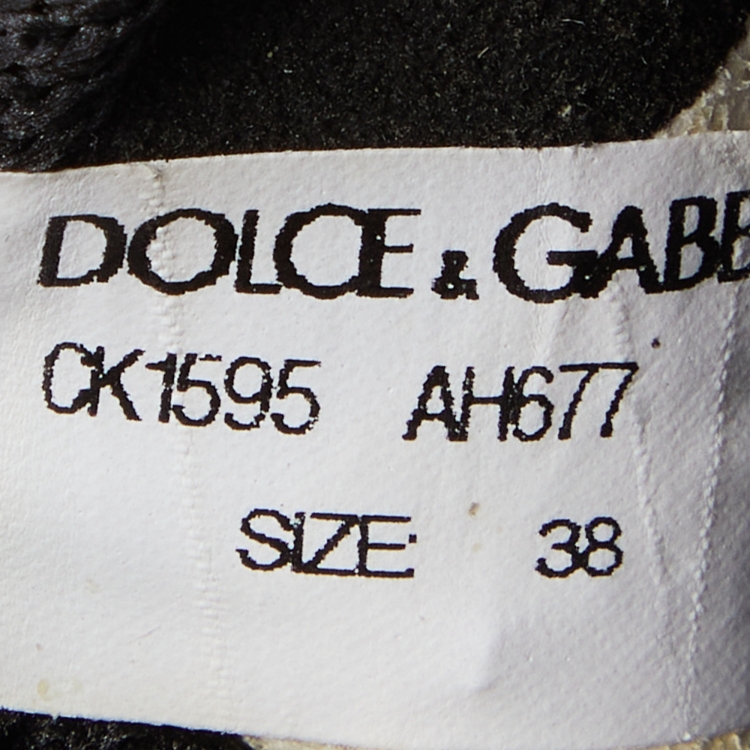 DOLCE & GABB
CK1595 AH677
SIZE: 38